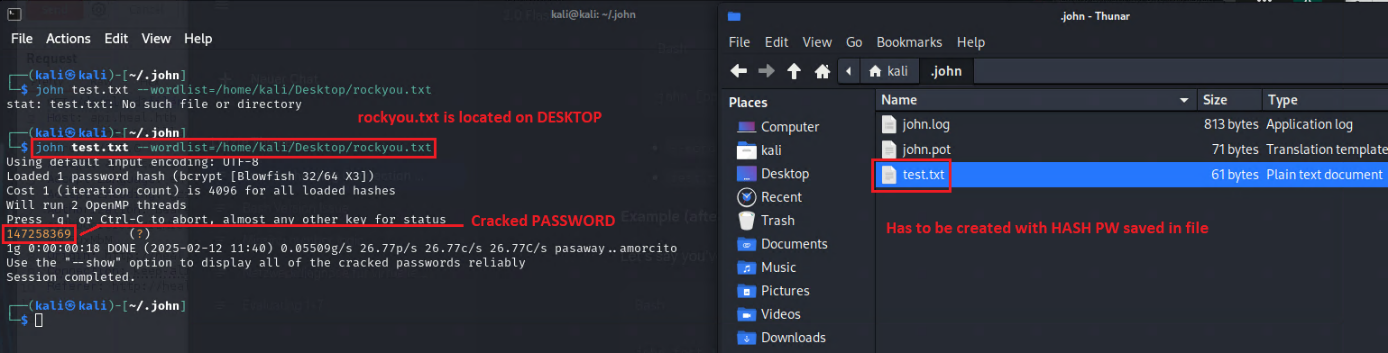 kali@kali: ~/.john
File Actions Edit View Help
┌──(kali㉿kali)-[~/.john]
└─$ john test.txt --wordlist=/home/kali/Desktop/rockyou.txt
stat: test.txt: No such file or directory
rockyou.txt is located on DESKTOP
┌──(kali㉿kali)-[~/.john]
└─$ john test.txt --wordlist=/home/kali/Desktop/rockyou.txt
Using default input encoding: UTF-8
Loaded 1 password hash (bcrypt [Blowfish 32/64 X3])
Cost 1 (iteration count) is 4096 for all loaded hashes
Will run 2 OpenMP threads
Press 'q' or Ctrl-C to abort, almost any other key for status
Cracked PASSWORD
147258369 (?)
1g 0:00:00:18 DONE (2025-02-12 11:40) 0.05509g/s 26.77p/s 26.77c/s 26.77C/s pasaway..amorcito
Use the "--show" option to display all of the cracked passwords reliably
Session completed.
┌──(kali㉿kali)-[~/.john]
└─$
.john - Thunar
File Edit View Go Bookmarks Help
kali .john
Places
Computer
kali
Desktop
Recent
Trash
Documents
Music
Pictures
Videos
Downloads
Name Size Type
john.log 813 bytes Application log
john.pot 71 bytes Translation template
test.txt 61 bytes Plain text document
Has to be created with HASH PW saved in file